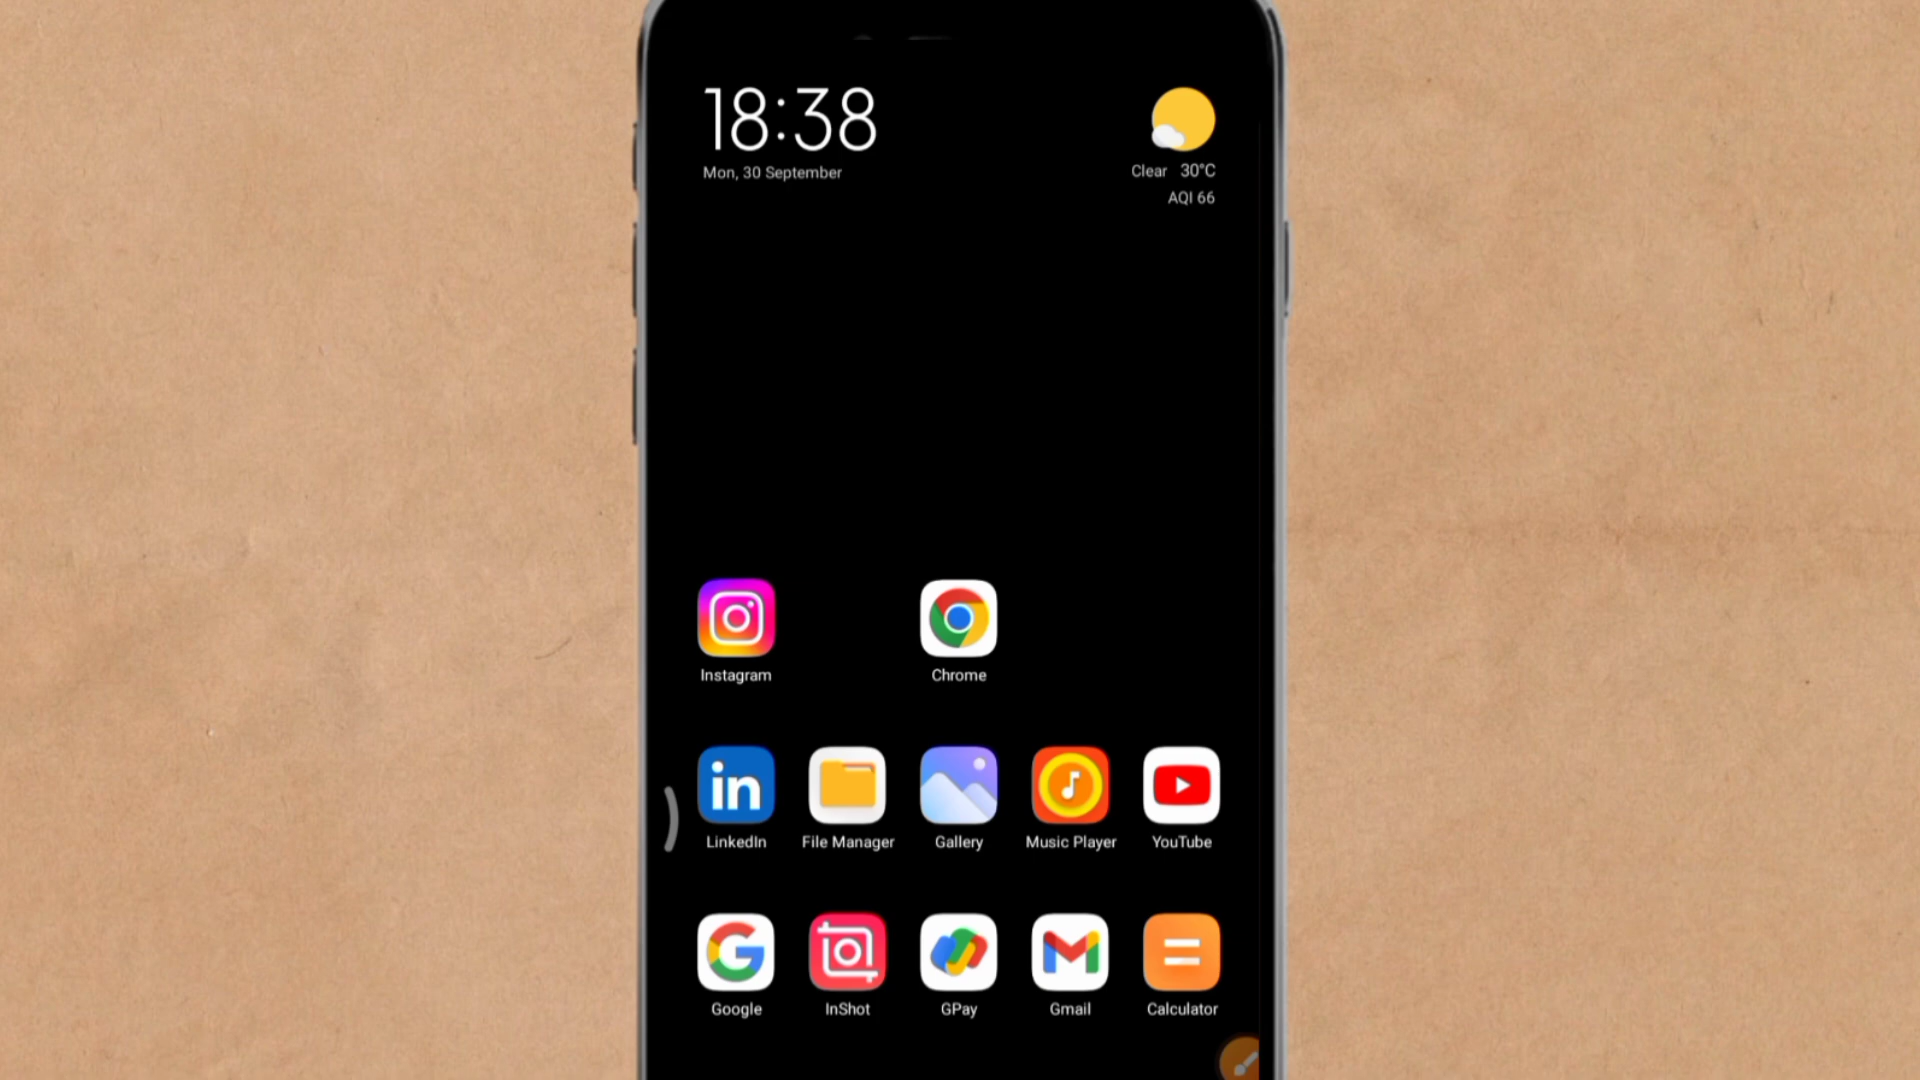 18:38
Mon, 30 September
Clear 30°C
AQI 66
Instagram
Chrome
in
LinkedIn
File Manager
Gallery
Music Player
YouTube
G
Google
InShot
GPay
Gmail
Calculator